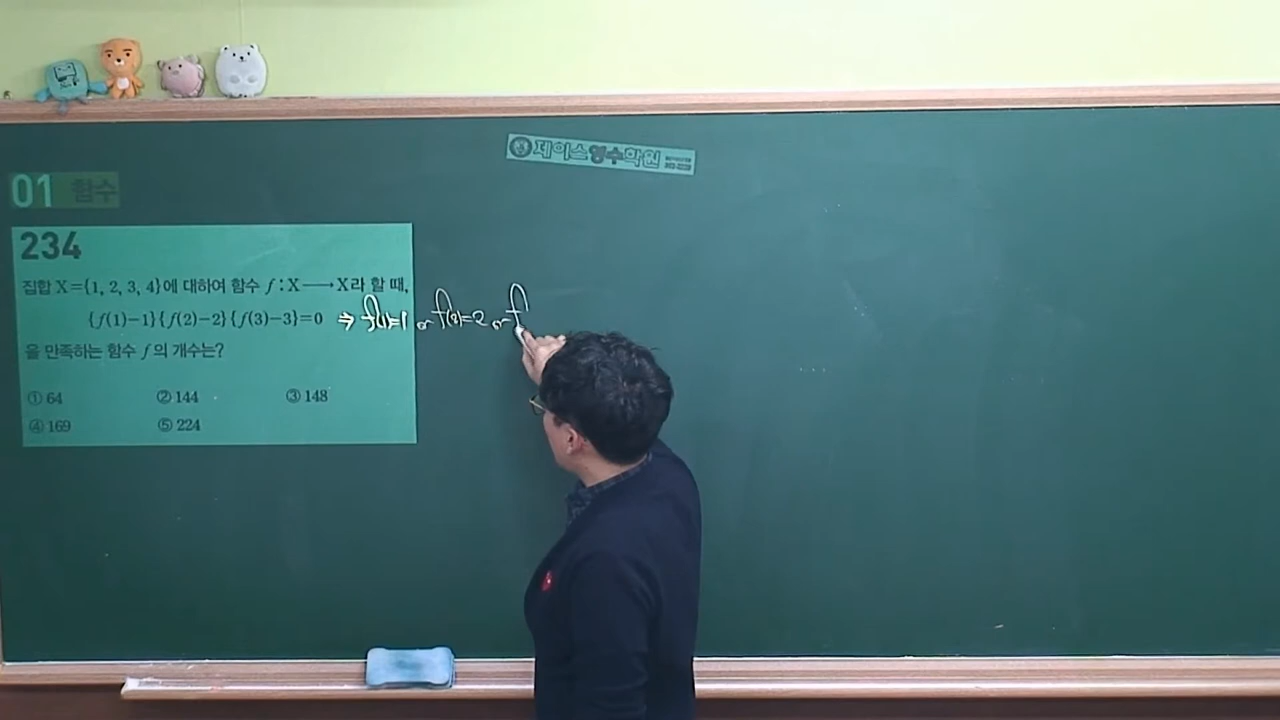 제이스영수학원
01 함수
234
집합 X={1, 2, 3, 4}에 대하여 함수 f : X⟶X라 할 때,
{f(1)−1}{f(2)−2}{f(3)−3}=0 ⇒ f(1)=1 or f(2)=2 or f
을 만족하는 함수 f의 개수는?
① 64 ② 144 ③ 148
④ 169 ⑤ 224